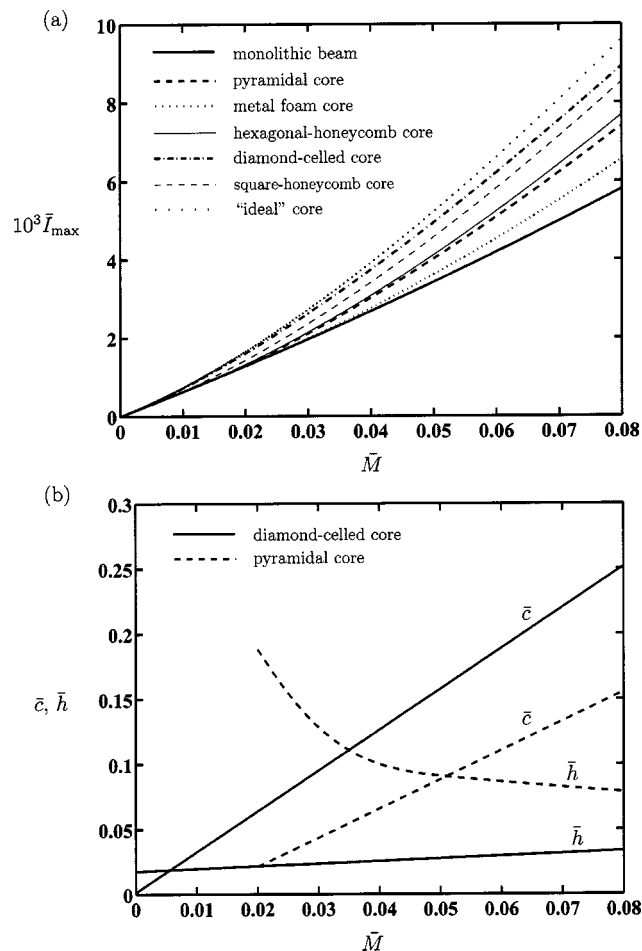 (a)
10
8
6
4
2
0
10³Īmax
monolithic beam
pyramidal core
metal foam core
hexagonal-honeycomb core
diamond-celled core
square-honeycomb core
“ideal” core
0 0.01 0.02 0.03 0.04 0.05 0.06 0.07 0.08
M̄
(b)
0.3
0.25
0.2
0.15
0.1
0.05
0
c̄, h̄
diamond-celled core
pyramidal core
c̄
c̄
h̄
h̄
0 0.01 0.02 0.03 0.04 0.05 0.06 0.07 0.08
M̄